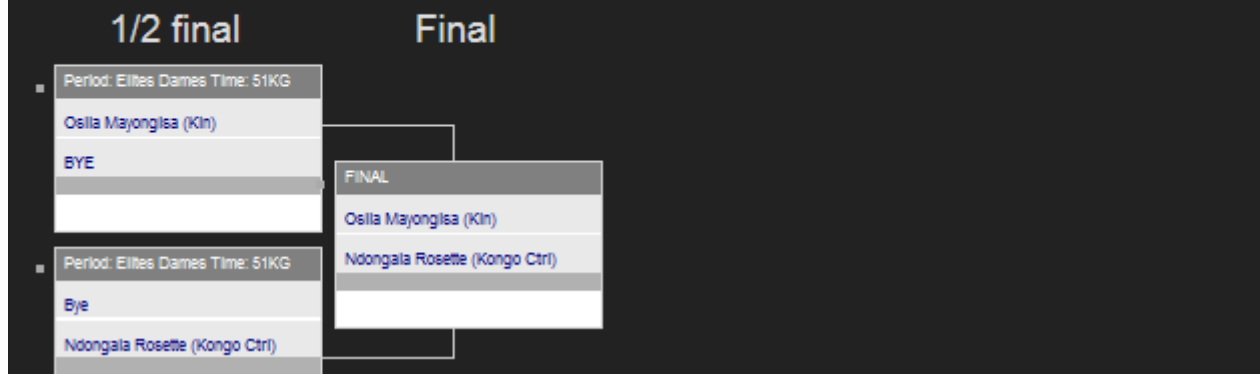 1/2 final
Final
Period: Elites Dames Time: 51KG
Osila Mayongisa (Kin)
BYE
FINAL
Osila Mayongisa (Kin)
Ndongala Rosette (Kongo Ctrl)
Period: Elites Dames Time: 51KG
Bye
Ndongala Rosette (Kongo Ctrl)